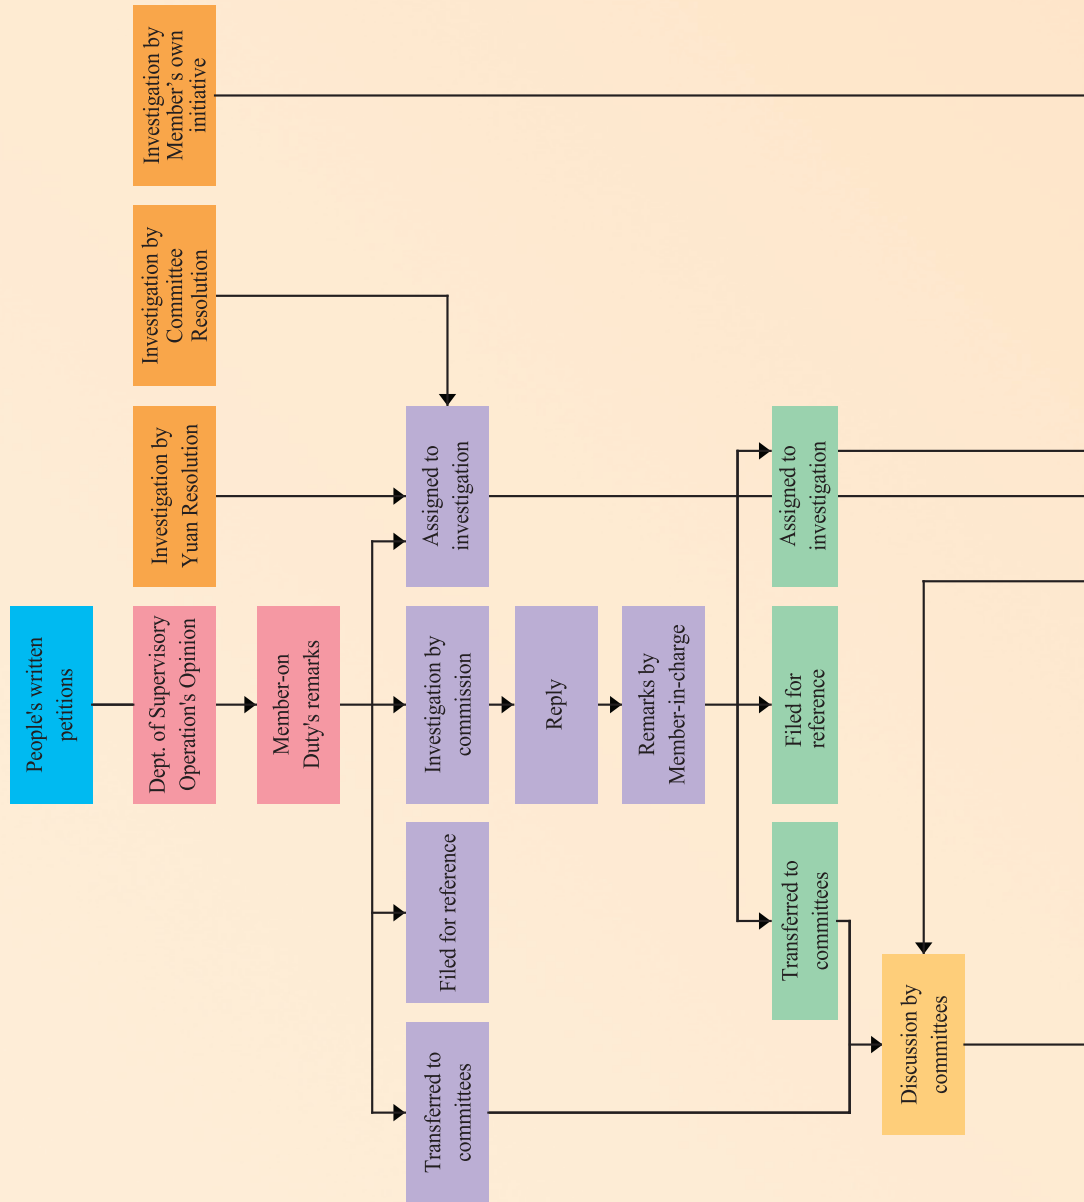 People's written
petitions
Dept. of Supervisory
Operation's Opinion
Investigation by
Yuan Resolution
Investigation by
Committee
Resolution
Investigation by
Member's own
initiative
Member-on
Duty's remarks
Transferred to
committees
Filed for reference
Investigation by
commission
Assigned to
investigation
Reply
Remarks by
Member-in-charge
Transferred to
committees
Filed for
reference
Assigned to
investigation
Discussion by
committees